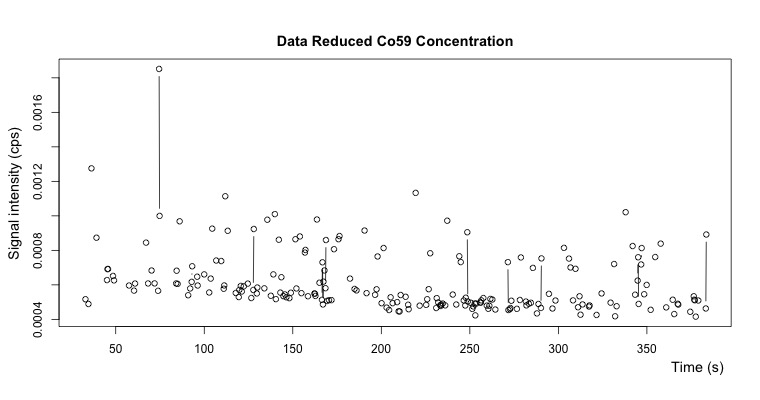 Data Reduced Co59 Concentration
Signal intensity (cps)
0.0016
0.0012
0.0008
0.0004
50 100 150 200 250 300 350
Time (s)